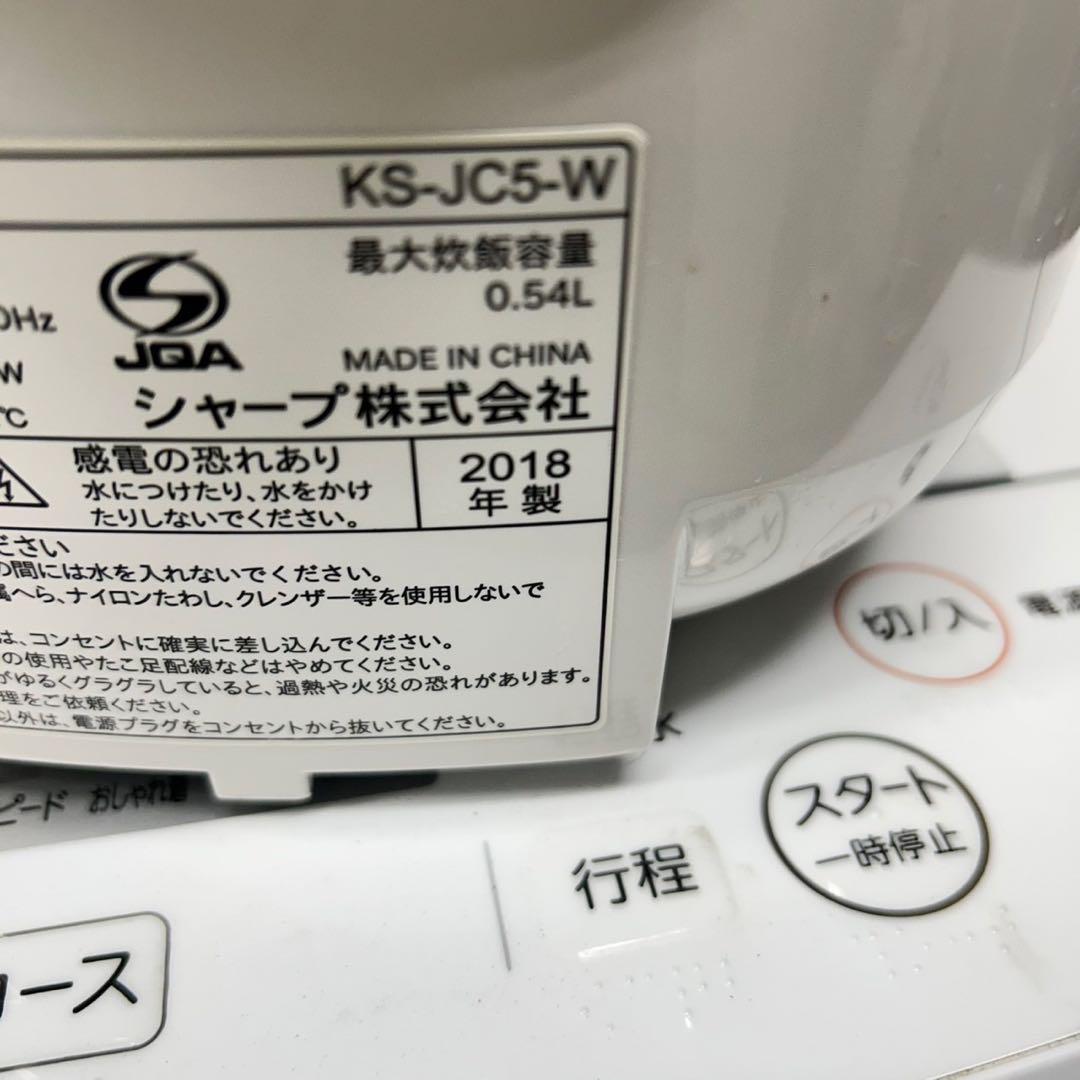 KS-JC5-W
最大炊飯容量
0.54L
0Hz
JQA
W
MADE IN CHINA
℃
シャープ株式会社
感電の恐れあり
水につけたり、水をかけ
たりしないでください。
2018
年製
ださい
の間には水を入れないでください。
属へら、ナイロンたわし、クレンザー等を使用しないで
は、コンセントに確実に差し込んでください。
の使用やたこ足配線などはやめてください。
がゆるくグラグラしていると、過熱や火災の恐れがあります。
理をご依頼ください。
以外は、電源プラグをコンセントから抜いてください。
切/入
電源
ピード おしゃれ着
水
スタート
一時停止
行程
コース